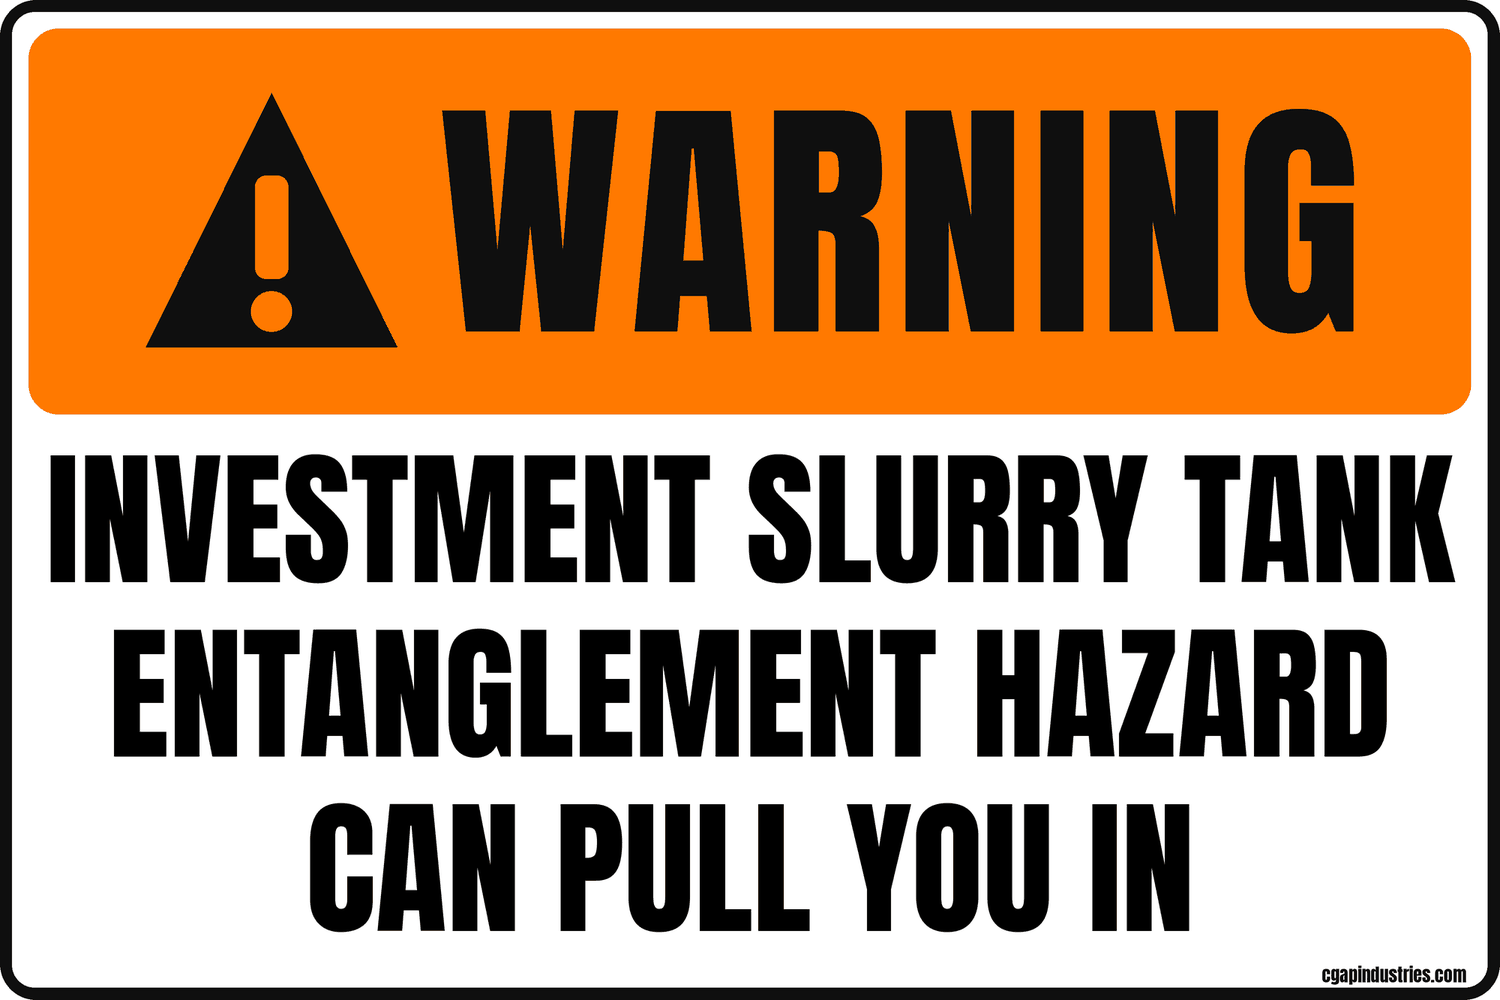 WARNING
INVESTMENT SLURRY TANK
ENTANGLEMENT HAZARD
CAN PULL YOU IN
cgapindustries.com